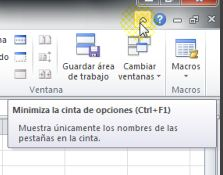 Guardar área
de trabajo
Cambiar
ventanas
Macros
Ventana
Macros
Minimiza la cinta de opciones (Ctrl+F1)
Muestra únicamente los nombres de las
pestañas en la cinta.